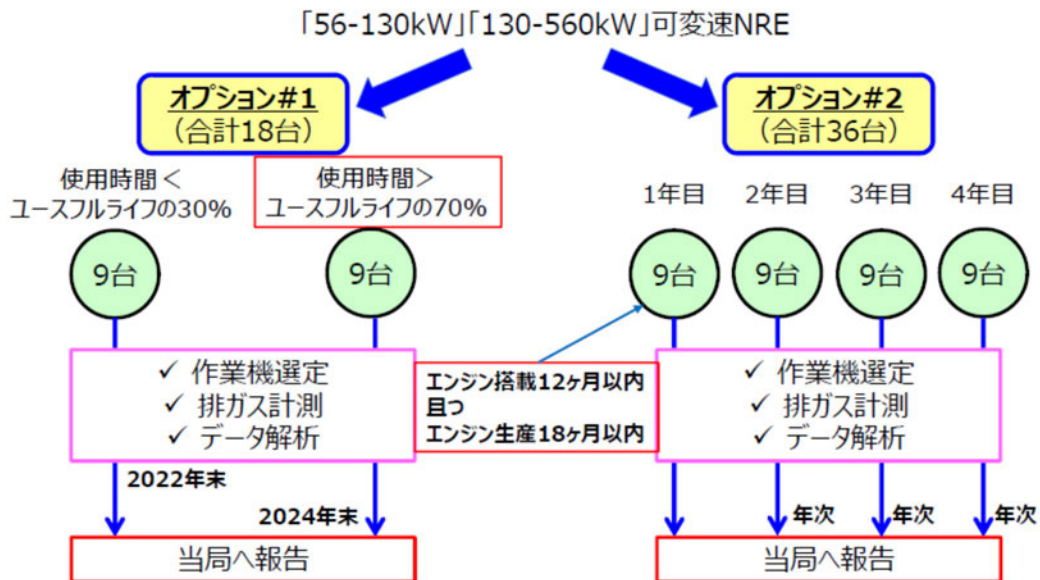 「56-130kW」「130-560kW」可変速NRE
オプション#1
（合計18台）
オプション#2
（合計36台）
使用時間＜
ユースフルライフの30%
使用時間＞
ユースフルライフの70%
1年目
2年目
3年目
4年目
9台
9台
9台
9台
9台
9台
✓ 作業機選定
✓ 排ガス計測
✓ データ解析
エンジン搭載12ヶ月以内
且つ
エンジン生産18ヶ月以内
✓ 作業機選定
✓ 排ガス計測
✓ データ解析
2022年末
2024年末
年次
年次
年次
当局へ報告
当局へ報告